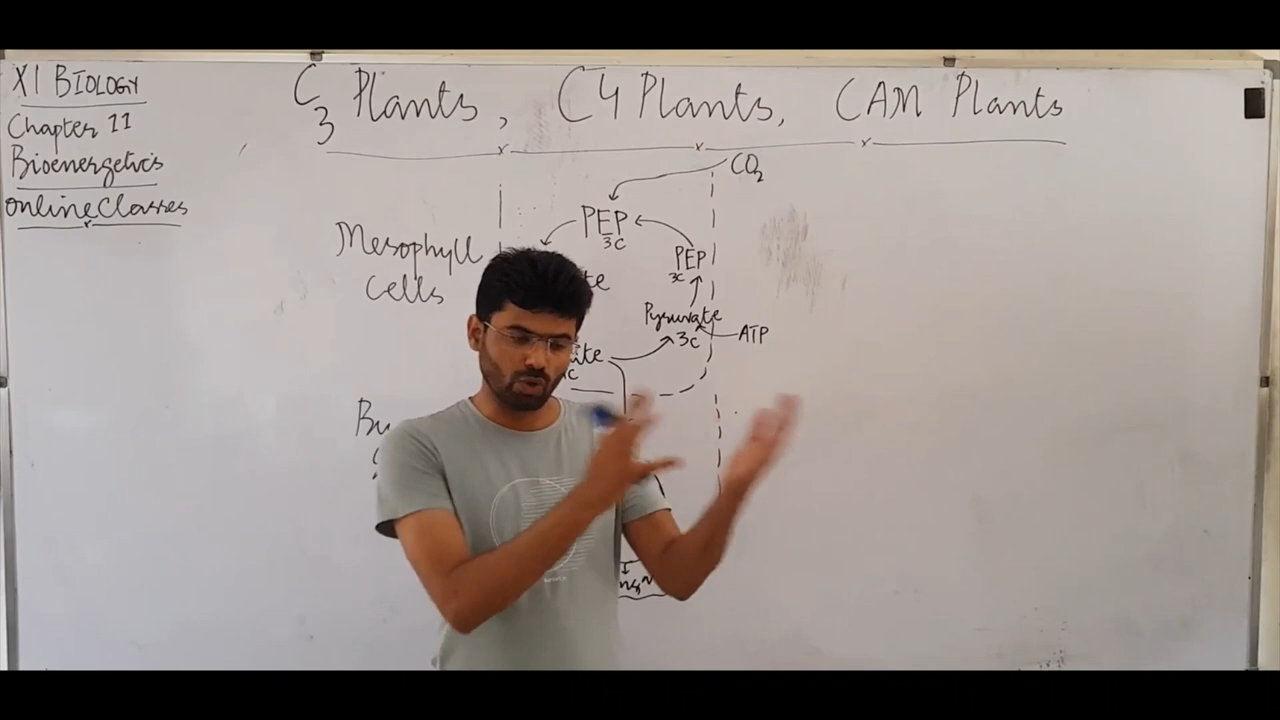 XI BIOLOGY
Chapter 11
Bioenergetics
online Classes
C3 Plants, C4 Plants, CAM Plants
CO2
PEP
3C
Mesophyll
Cells
PEP
3C
Pyruvate
3C
ATP